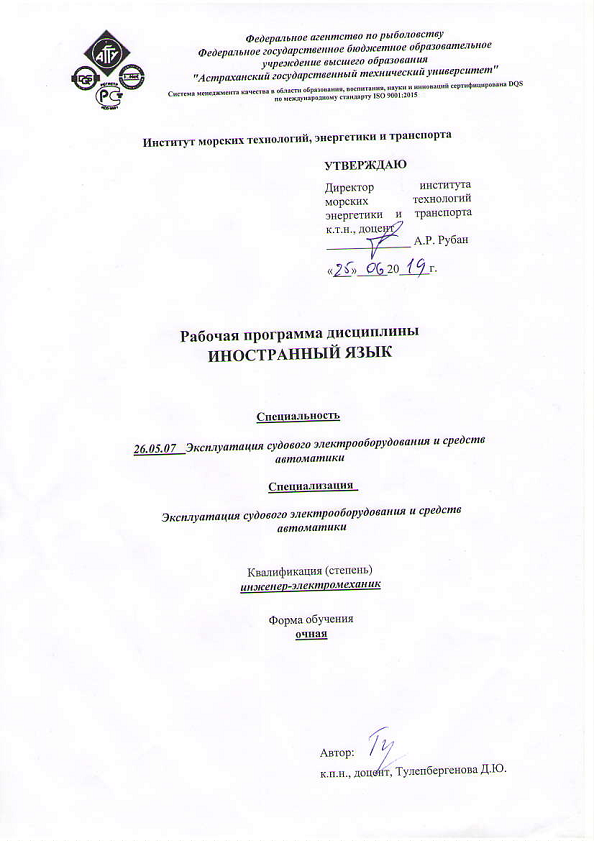 Федеральное агентство по рыболовству
Федеральное государственное бюджетное образовательное
учреждение высшего образования
"Астраханский государственный технический университет"
Система менеджмента качества в области образования, воспитания, науки и инноваций сертифицирована DQS
по международному стандарту ISO 9001:2015
АГТУ
DQS
Институт морских технологий, энергетики и транспорта
УТВЕРЖДАЮ
Директор института
морских технологий
энергетики и транспорта
к.т.н., доцент
А.Р. Рубан
«25» 06 2019 г.
Рабочая программа дисциплины
ИНОСТРАННЫЙ ЯЗЫК
Специальность
26.05.07 Эксплуатация судового электрооборудования и средств
автоматики
Специализация
Эксплуатация судового электрооборудования и средств
автоматики
Квалификация (степень)
инженер-электромеханик
Форма обучения
очная
Автор:
к.п.н., доцент, Тулепбергенова Д.Ю.